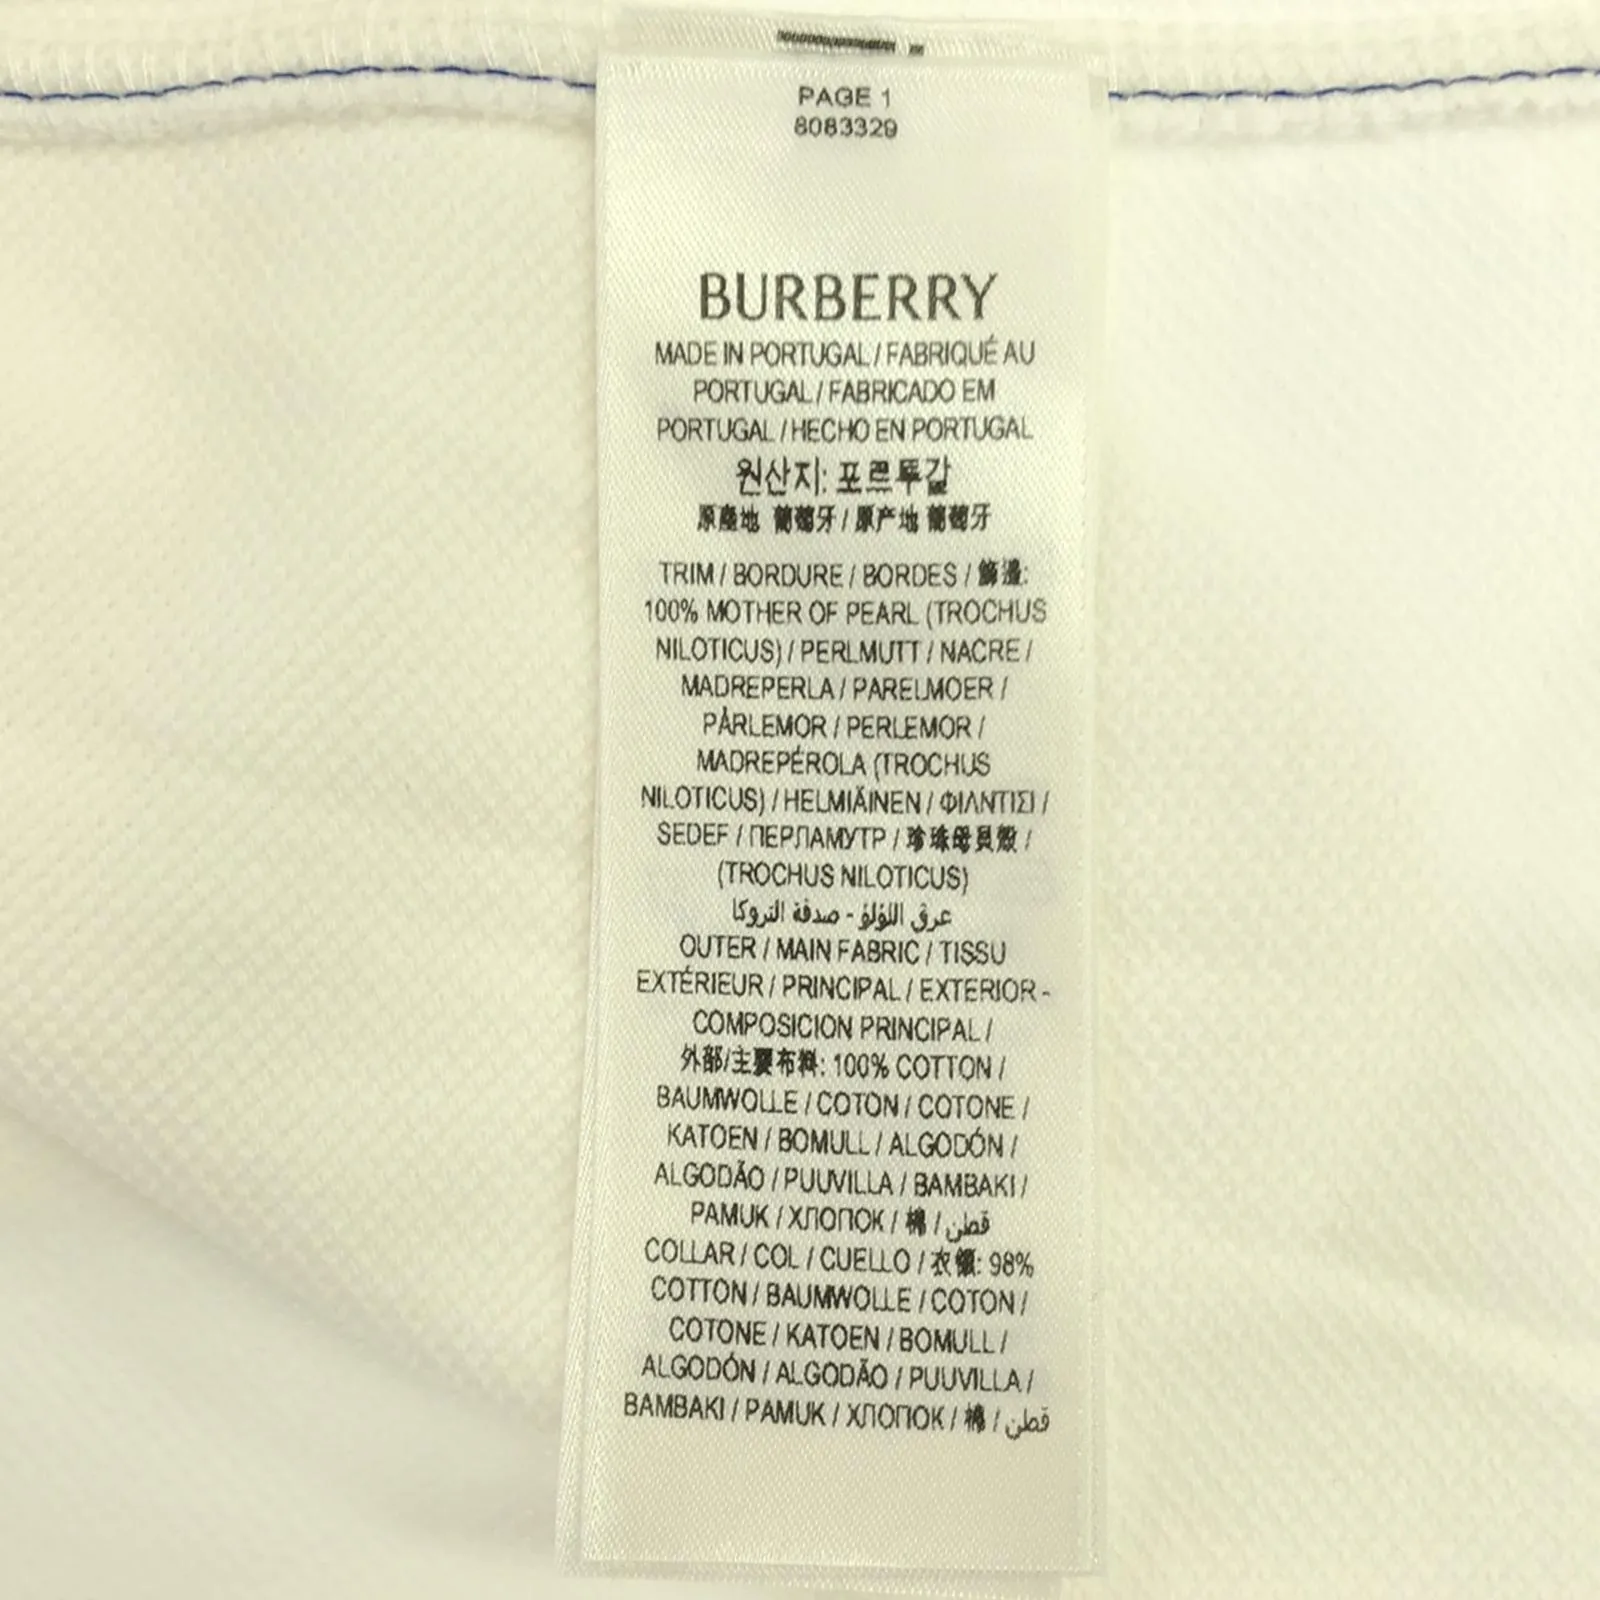 PAGE 1
8083329
BURBERRY
MADE IN PORTUGAL / FABRIQUÉ AU
PORTUGAL / FABRICADO EM
PORTUGAL / HECHO EN PORTUGAL
원산지: 포르투갈
原產地 葡萄牙 / 原产地 葡萄牙
TRIM / BORDURE / BORDES / 飾邊:
100% MOTHER OF PEARL (TROCHUS
NILOTICUS) / PERLMUTT / NACRE /
MADREPERLA / PARELMOER /
PÄRLEMOR / PERLEMOR /
MADREPÉROLA (TROCHUS
NILOTICUS) / HELMIÄINEN / ΦΙΛΝΤΙΣΙ /
SEDEF / ПЕРЛАМУТР / 珍珠母貝殼 /
(TROCHUS NILOTICUS)
عرق اللؤلؤ - صدفة التروكا
OUTER / MAIN FABRIC / TISSU
EXTÉRIEUR / PRINCIPAL / EXTERIOR -
COMPOSICION PRINCIPAL /
外部/主要布料: 100% COTTON /
BAUMWOLLE / COTON / COTONE /
KATOEN / BOMULL / ALGODÓN /
ALGODÃO / PUUVILLA / BAMBAKI /
PAMUK / ХЛОПОК / 棉 / قطن
COLLAR / COL / CUELLO / 衣領: 98%
COTTON / BAUMWOLLE / COTON /
COTONE / KATOEN / BOMULL /
ALGODÓN / ALGODÃO / PUUVILLA /
BAMBAKI / PAMUK / ХЛОПОК / 棉 / قطن